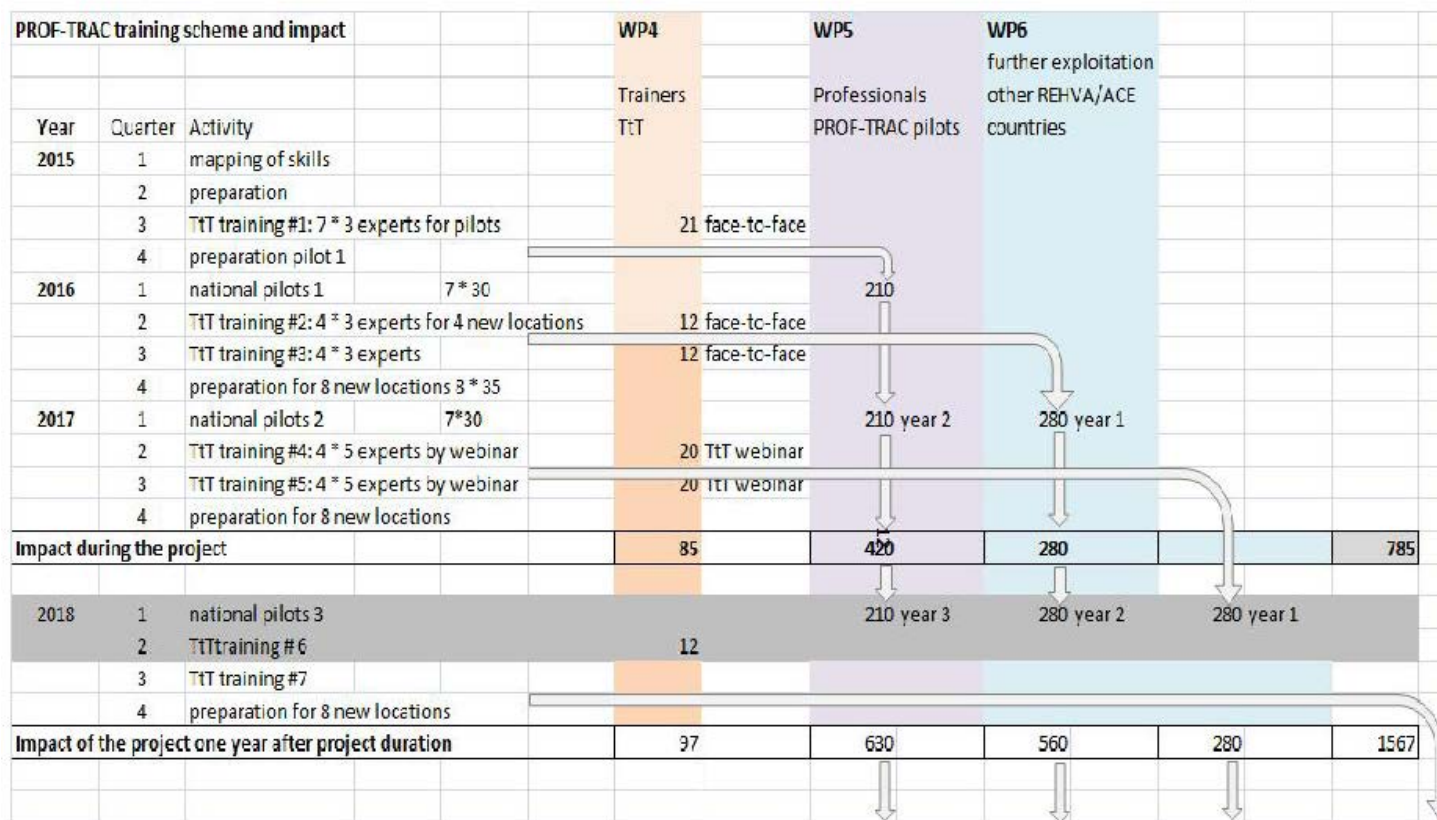 PROF-TRAC training scheme and impact WP4 WP5 WP6
further exploitation
Trainers Professionals other REHVA/ACE
Year Quarter Activity TtT PROF-TRAC pilots countries
2015 1 mapping of skills
2 preparation
3 TtT training #1: 7 * 3 experts for pilots 21 face-to-face
4 preparation pilot 1
2016 1 national pilots 1 7 * 30 210
2 TtT training #2: 4 * 3 experts for 4 new locations 12 face-to-face
3 TtT training #3: 4 * 3 experts 12 face-to-face
4 preparation for 8 new locations 8 * 35
2017 1 national pilots 2 7*30 210 year 2 280 year 1
2 TtT training #4: 4 * 5 experts by webinar 20 TtT webinar
3 TtT training #5: 4 * 5 experts by webinar 20 TtT webinar
4 preparation for 8 new locations
Impact during the project 85 420 280 785
2018 1 national pilots 3 210 year 3 280 year 2 280 year 1
2 TtTtraining #6 12
3 TtT training #7
4 preparation for 8 new locations
Impact of the project one year after project duration 97 630 560 280 1567